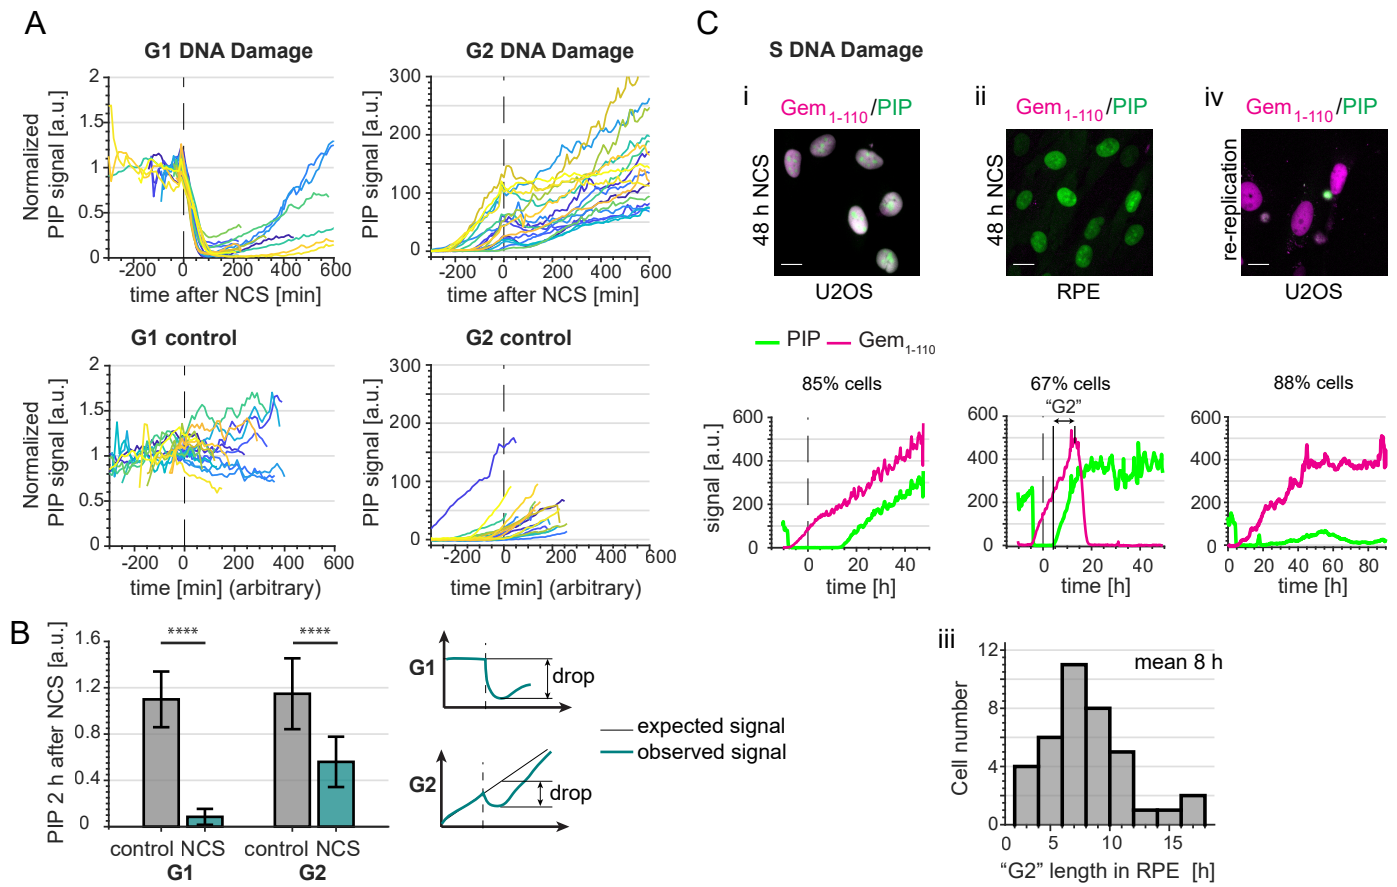 A
G1 DNA Damage
Normalized
PIP signal [a.u.]
2
1.5
1
0.5
0
-200 0 200 400 600
time after NCS [min]
G2 DNA Damage
PIP signal [a.u.]
300
200
100
0
-200 0 200 400 600
time after NCS [min]
G1 control
Normalized
PIP signal [a.u.]
2
1.5
1
0.5
0
-200 0 200 400 600
time [min] (arbitrary)
G2 control
PIP signal [a.u.]
300
200
100
0
-200 0 200 400 600
time [min] (arbitrary)
B
PIP 2 h after NCS [a.u.]
1.6
1.2
0.8
0.4
0
****
****
control NCS control NCS
G1 G2
G1
drop
G2
drop
expected signal
observed signal
C
S DNA Damage
i
Gem1-110/PIP
48 h NCS
U2OS
ii
Gem1-110/PIP
48 h NCS
RPE
iv
Gem1-110/PIP
re-replication
U2OS
PIP Gem1-110
85% cells
signal [a.u.]
600
400
200
0
0 20 40
time [h]
67% cells
“G2”
600
400
200
0
0 20 40
time [h]
88% cells
600
400
200
0
0 20 40 60 80
time [h]
iii
mean 8 h
Cell number
12
8
4
0
0 5 10 15
“G2” length in RPE [h]